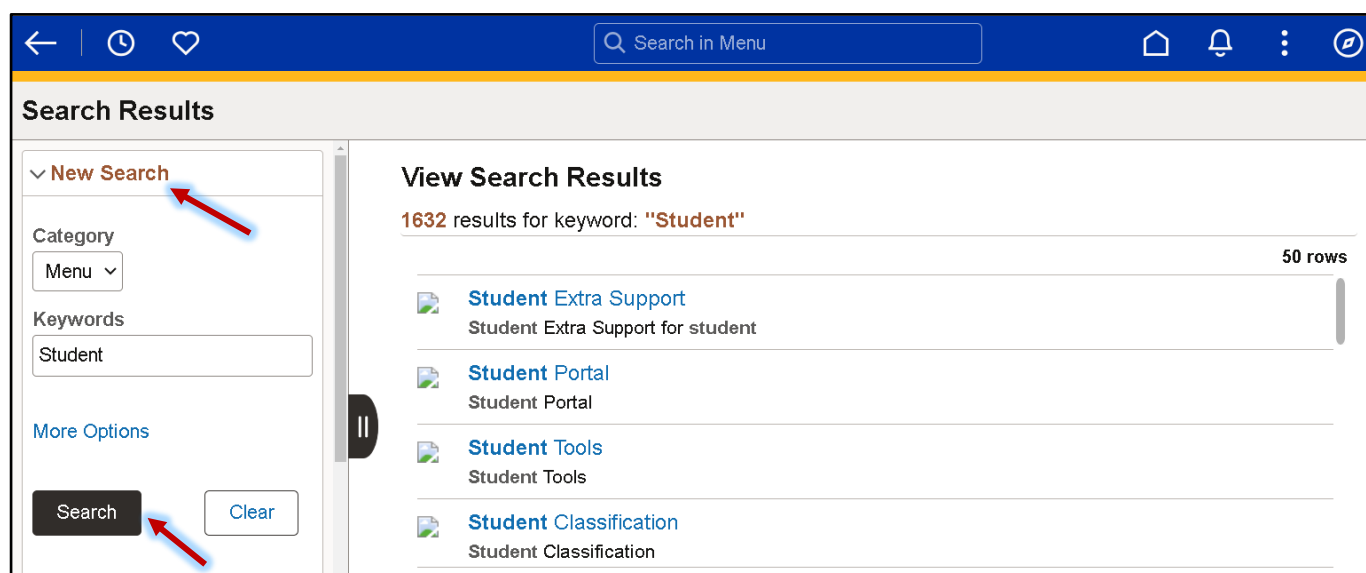 Search in Menu
Search Results
New Search
Category
Menu
Keywords
Student
More Options
Search
Clear
View Search Results
1632 results for keyword: "Student"
50 rows
Student Extra Support
Student Extra Support for student
Student Portal
Student Portal
Student Tools
Student Tools
Student Classification
Student Classification